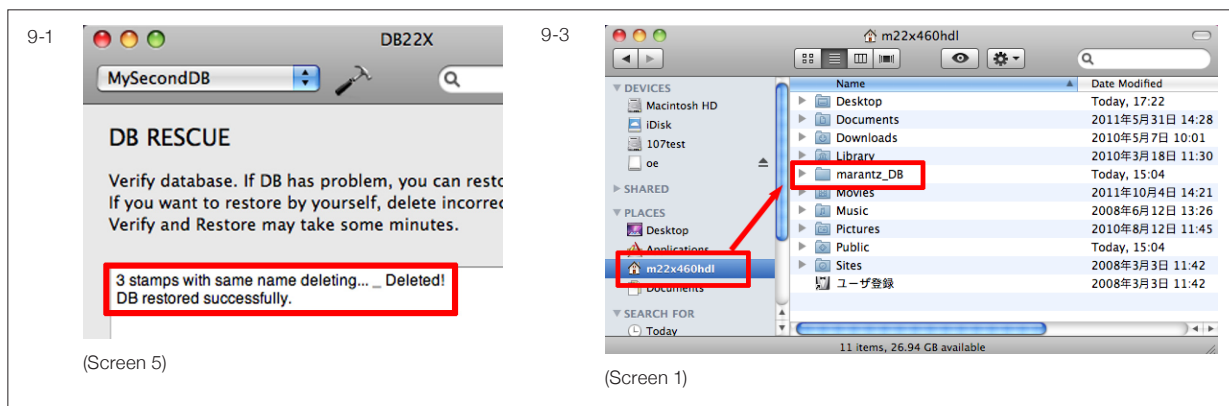 9-1
DB22X
MySecondDB
DB RESCUE
Verify database. If DB has problem, you can resto
If you want to restore by yourself, delete incorrec
Verify and Restore may take some minutes.
3 stamps with same name deleting... _ Deleted!
DB restored successfully.
(Screen 5)
9-3
m22x460hdl
DEVICES
Macintosh HD
iDisk
107test
oe
SHARED
PLACES
Desktop
Applications
m22x460hdl
Documents
SEARCH FOR
Today
Name Date Modified
Desktop Today, 17:22
Documents 2011年5月31日 14:28
Downloads 2010年5月7日 10:01
Library 2010年3月18日 11:30
marantz_DB Today, 15:04
Movies 2011年10月4日 14:21
Music 2008年6月12日 13:26
Pictures 2010年8月12日 11:45
Public Today, 15:04
Sites 2008年3月3日 11:42
ユーザ登録 2008年3月3日 11:42
11 items, 26.94 GB available
(Screen 1)